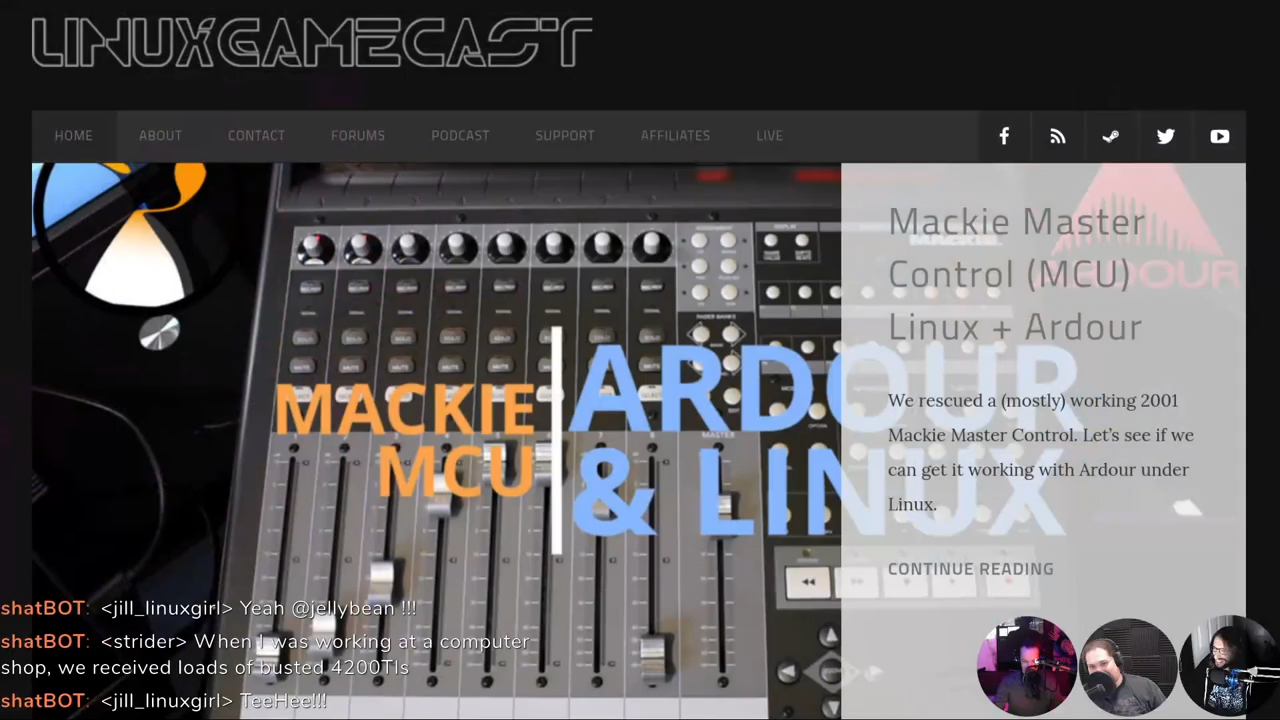 LINUXGAMECAST
HOME ABOUT CONTACT FORUMS PODCAST SUPPORT AFFILIATES LIVE
MACKIE
MCU
ARDOUR
& LINUX
ARDOUR
Mackie Master
Control (MCU)
Linux + Ardour
We rescued a (mostly) working 2001
Mackie Master Control. Let’s see if we
can get it working with Ardour under
Linux.
CONTINUE READING
shatBOT: <jill_linuxgirl> Yeah @jellybean !!!
shatBOT: <strider> When I was working at a computer
shop, we received loads of busted 4200TIs
shatBOT: <jill_linuxgirl> TeeHee!!!